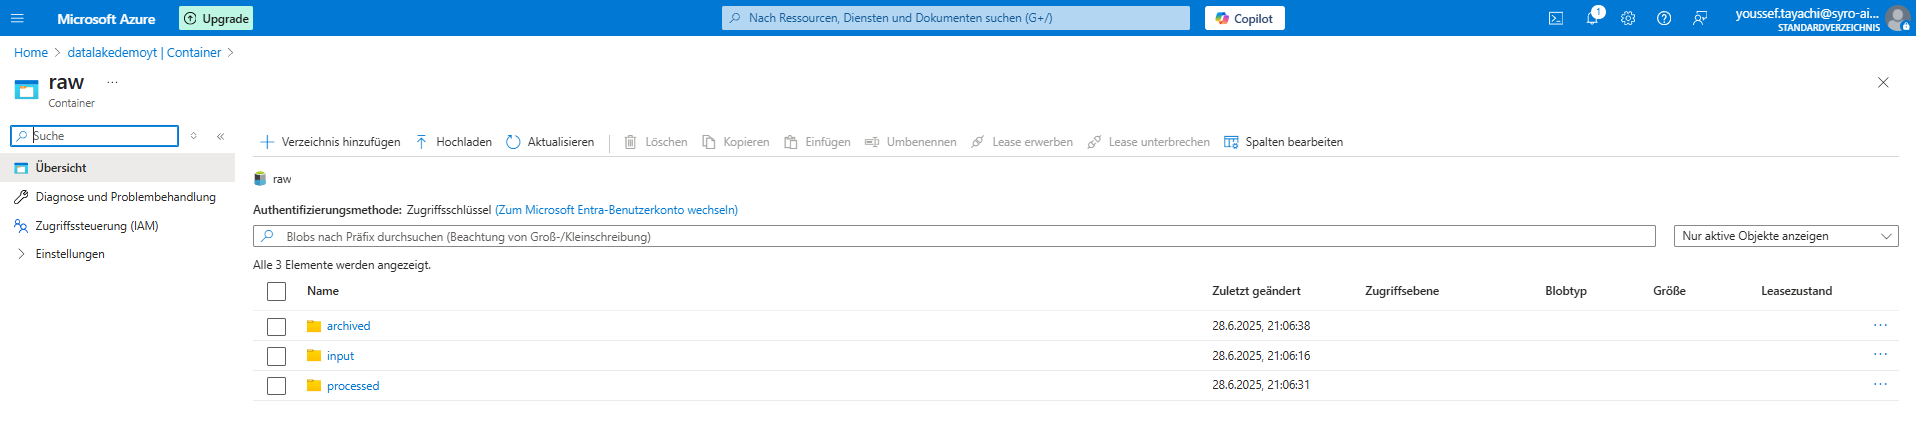 Microsoft Azure
Upgrade
Nach Ressourcen, Diensten und Dokumenten suchen (G+/)
Copilot
1
youssef.tayachi@syro-ai...
STANDARDVERZEICHNIS
Home > datalakedemoyt | Container >
raw ...
Container
Suche
Übersicht
Diagnose und Problembehandlung
Zugriffssteuerung (IAM)
Einstellungen
Verzeichnis hinzufügen Hochladen Aktualisieren Löschen Kopieren Einfügen Umbenennen Lease erwerben Lease unterbrechen Spalten bearbeiten
raw
Authentifizierungsmethode: Zugriffsschlüssel (Zum Microsoft Entra-Benutzerkonto wechseln)
Blobs nach Präfix durchsuchen (Beachtung von Groß-/Kleinschreibung)
Nur aktive Objekte anzeigen
Alle 3 Elemente werden angezeigt.
Name Zuletzt geändert Zugriffsebene Blobtyp Größe Leasezustand
archived 28.6.2025, 21:06:38 ...
input 28.6.2025, 21:06:16 ...
processed 28.6.2025, 21:06:31 ...